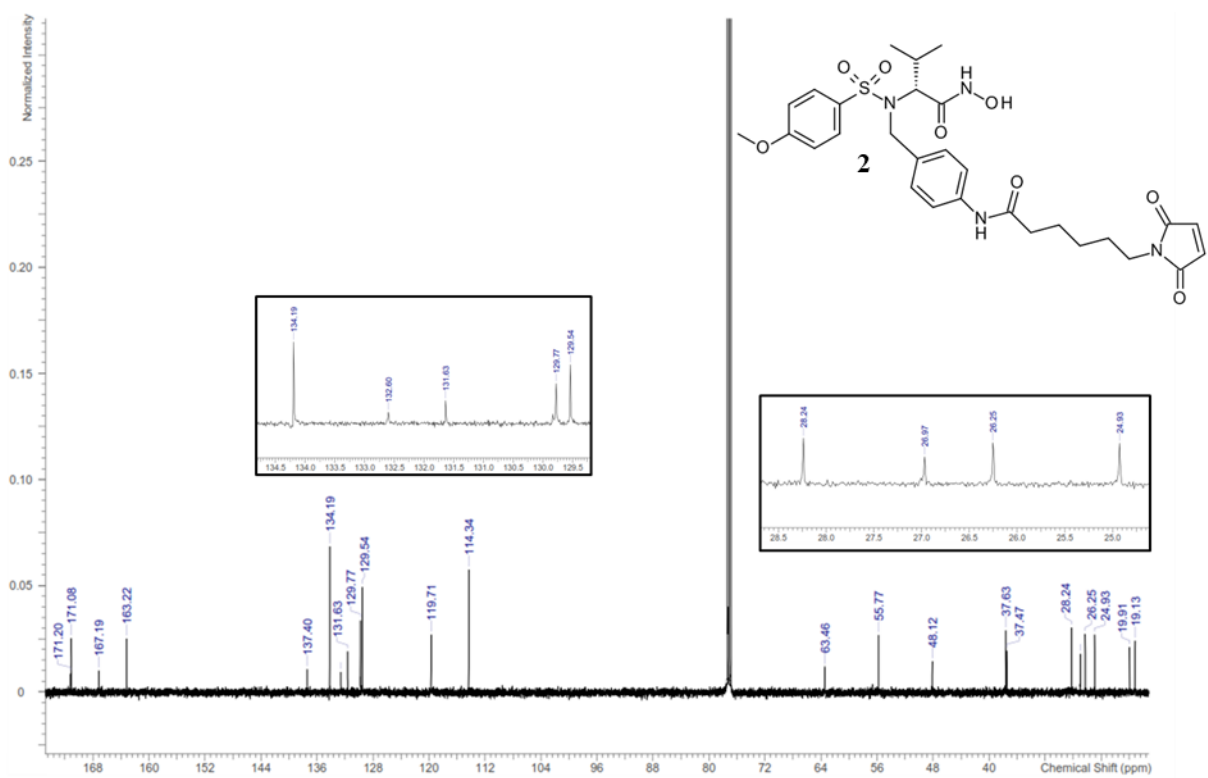 Normalized Intensity
0.25
0.20
0.15
0.10
0.05
0
168 160 152 144 136 128 120 112 104 96 88 80 72 64 56 48 40 32 24 Chemical Shift (ppm)
171.20
171.08
167.19
163.22
137.40
134.19
131.63
129.77
129.54
119.71
114.34
63.46
55.77
48.12
37.63
37.47
28.24
26.25
24.93
19.91
19.13
134.19
132.60
131.63
129.77
129.54
134.5 134.0 133.5 133.0 132.5 132.0 131.5 131.0 130.5 130.0 129.5
28.24
26.97
26.25
24.93
28.5 28.0 27.5 27.0 26.5 26.0 25.5 25.0
O O
S
N
H
N
OH
O
O
2
N
H
O
O
N
O